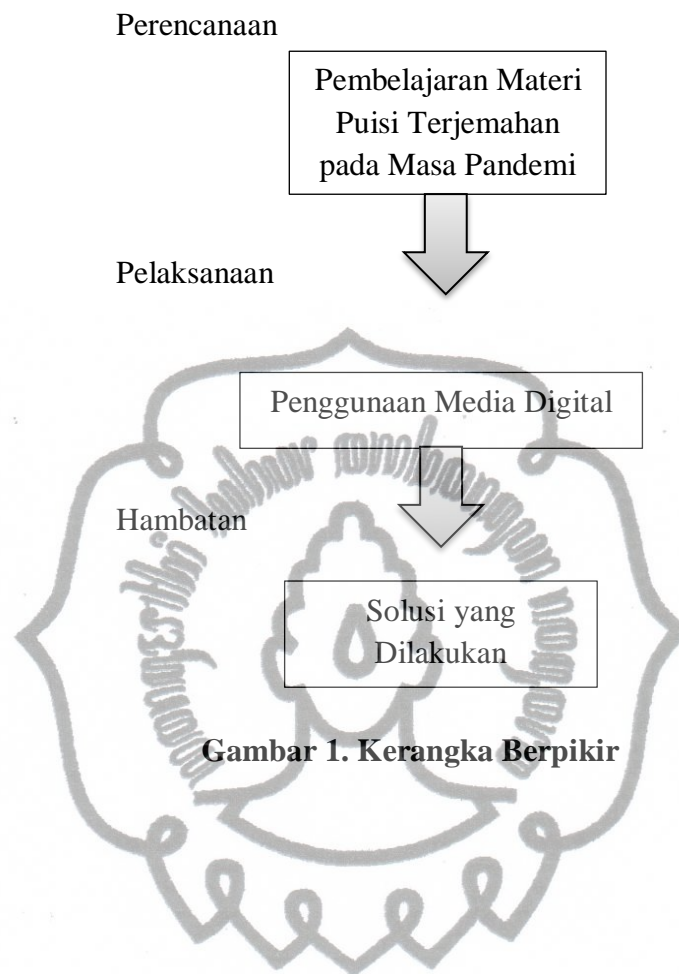 Perencanaan
Pembelajaran Materi
Puisi Terjemahan
pada Masa Pandemi
Pelaksanaan
Penggunaan Media Digital
Hambatan
Solusi yang
Dilakukan
Gambar 1. Kerangka Berpikir